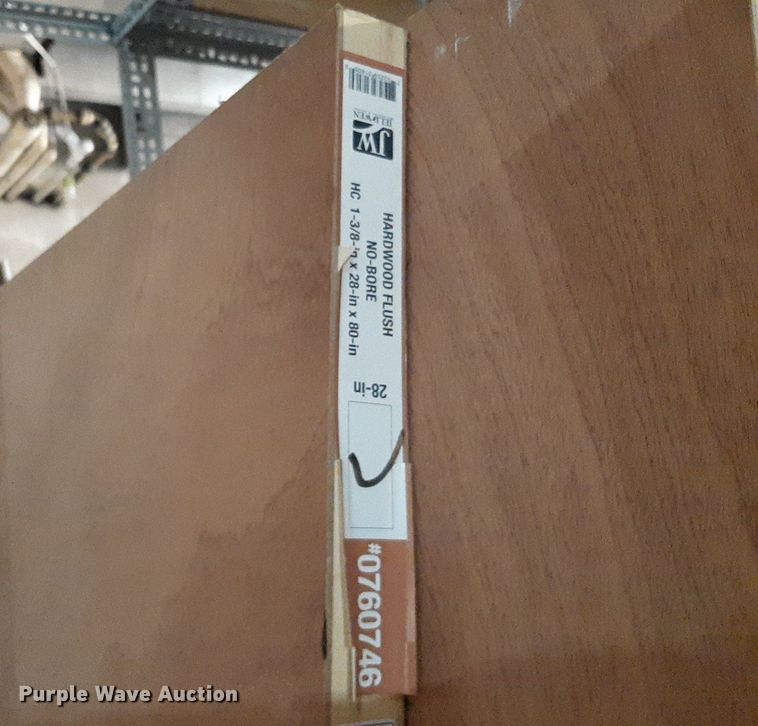 JW
JELD-WEN
HARDWOOD FLUSH
NO-BORE
HC 1-3/8-in x 28-in x 80-in
28-in
#0760746
Purple Wave Auction